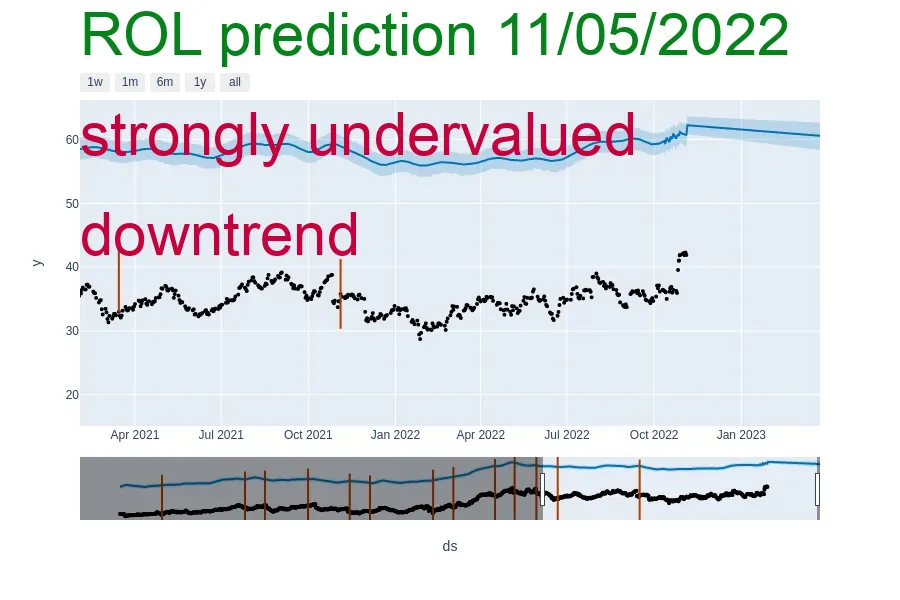 ROL prediction 11/05/2022
1w 1m 6m 1y all
strongly undervalued
60
50
downtrend
y
40
30
20
Apr 2021 Jul 2021 Oct 2021 Jan 2022 Apr 2022 Jul 2022 Oct 2022 Jan 2023
ds